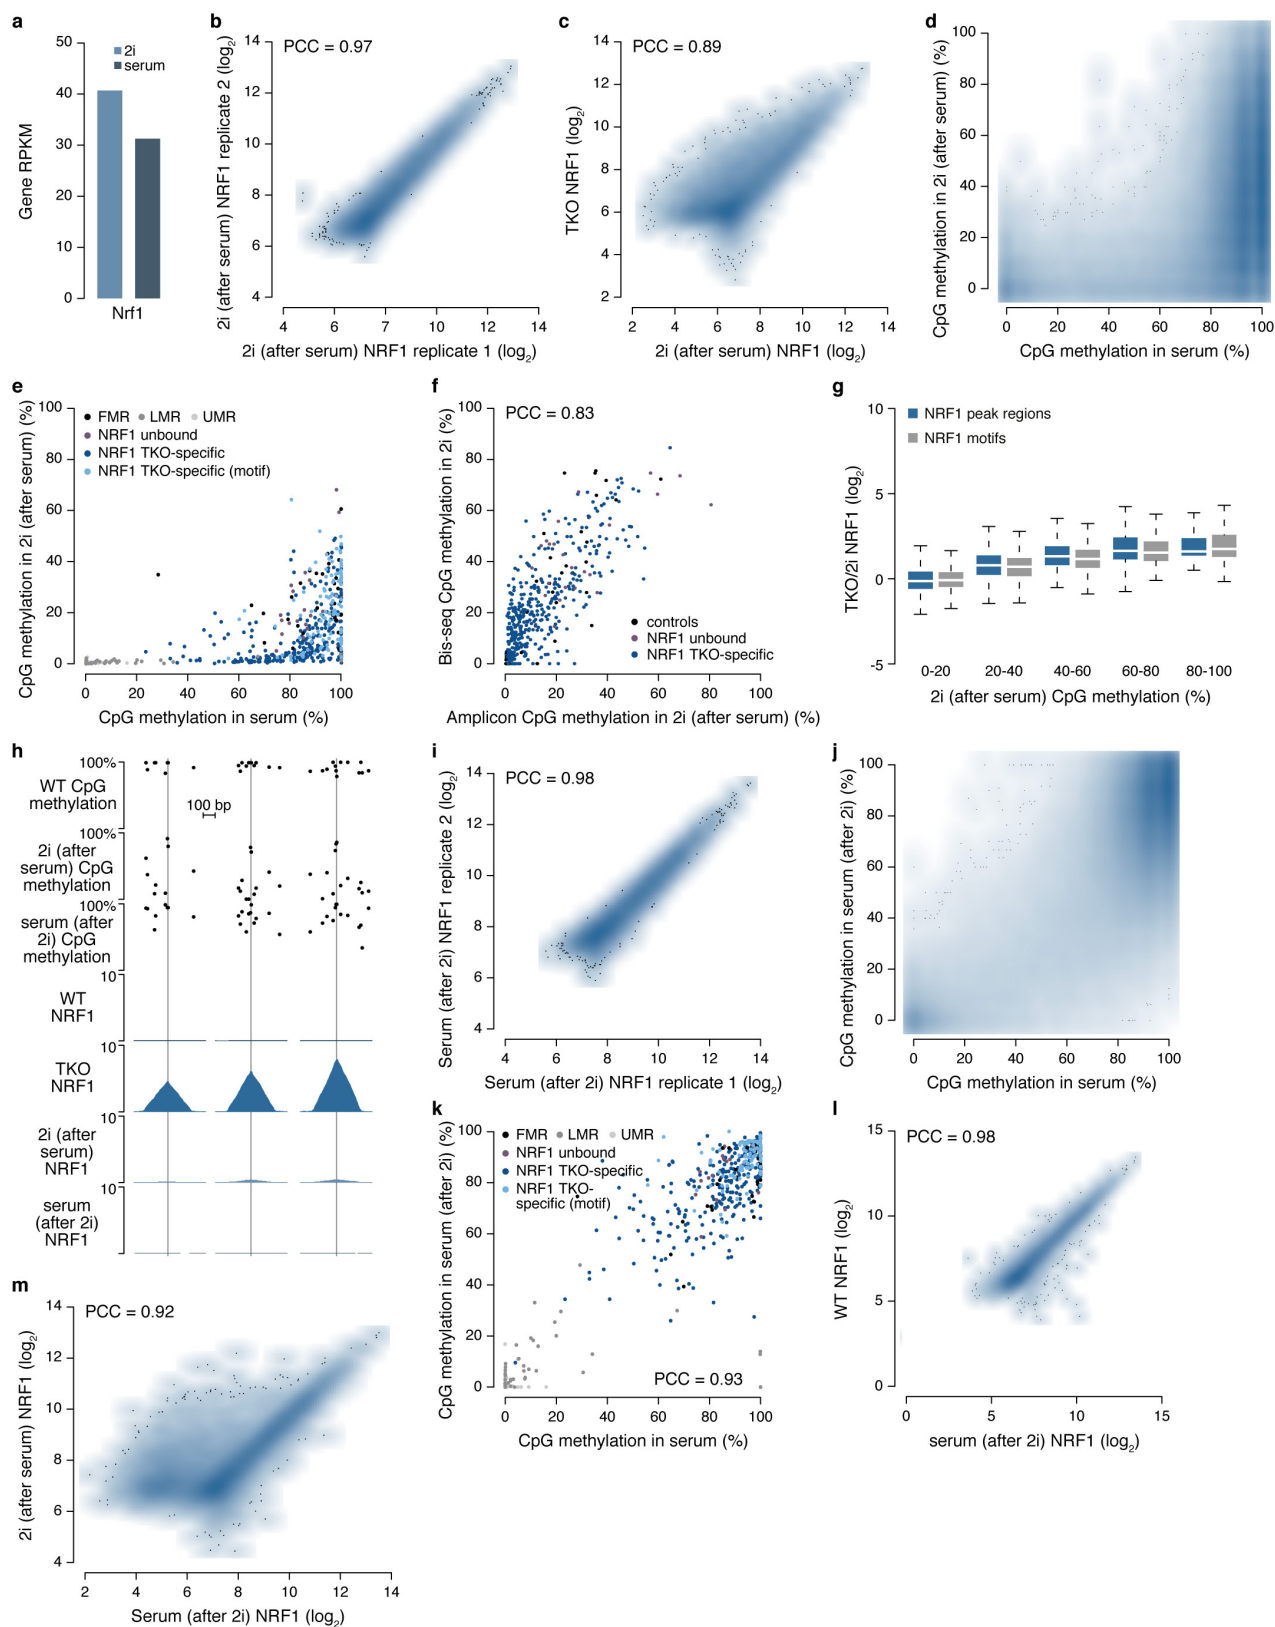 a
50
40
30
20
10
0
Gene RPKM
2i
serum
Nrf1
b
PCC = 0.97
14
12
10
8
6
4
2i (after serum) NRF1 replicate 2 (log2)
4
6
7
10
12
14
2i (after serum) NRF1 replicate 1 (log2)
c
PCC = 0.89
14
12
10
8
6
4
2
TKO NRF1 (log2)
2
4
6
8
10
12
14
2i (after serum) NRF1 (log2)
d
100
80
60
40
20
0
CpG methylation in 2i (after serum) (%)
0
20
40
60
80
100
CpG methylation in serum (%)
e
100
80
60
40
20
0
CpG methylation in 2i (after serum) (%)
FMR LMR UMR
NRF1 unbound
NRF1 TKO-specific
NRF1 TKO-specific (motif)
0
20
40
60
80
100
CpG methylation in serum (%)
f
PCC = 0.83
100
80
60
40
20
0
Bis-seq CpG methylation in 2i (%)
controls
NRF1 unbound
NRF1 TKO-specific
0
20
40
60
80
100
Amplicon CpG methylation in 2i (after serum) (%)
g
10
5
0
-5
TKO/2i NRF1 (log2)
NRF1 peak regions
NRF1 motifs
0-20
20-40
40-60
60-80
80-100
2i (after serum) CpG methylation (%)
h
100%
WT CpG
methylation
100 bp
100%
2i (after
serum) CpG
methylation
100%
serum (after
2i) CpG
methylation
10
WT
NRF1
10
TKO
NRF1
10
2i (after
serum)
NRF1
10
serum
(after 2i)
NRF1
i
PCC = 0.98
14
12
10
8
6
4
Serum (after 2i) NRF1 replicate 2 (log2)
4
6
8
10
12
14
Serum (after 2i) NRF1 replicate 1 (log2)
j
100
80
60
40
20
0
CpG methylation in serum (after 2i) (%)
0
20
40
60
80
100
CpG methylation in serum (%)
k
100
80
60
40
20
0
CpG methylation in serum (after 2i) (%)
FMR LMR UMR
NRF1 unbound
NRF1 TKO-specific
NRF1 TKO-
specific (motif)
PCC = 0.93
0
20
40
60
80
100
CpG methylation in serum (%)
l
PCC = 0.98
15
10
5
0
WT NRF1 (log2)
0
5
10
15
serum (after 2i) NRF1 (log2)
m
PCC = 0.92
14
12
10
8
6
4
2i (after serum) NRF1 (log2)
2
4
6
8
10
12
14
Serum (after 2i) NRF1 (log2)